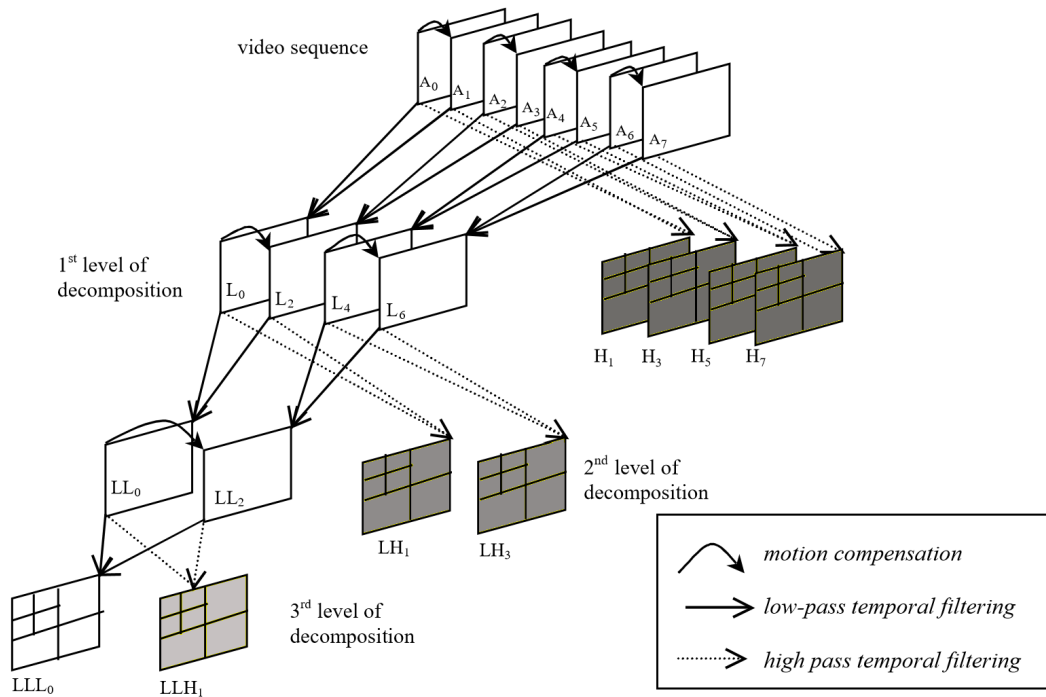 video sequence
A₀
A₁
A₂
A₃
A₄
A₅
A₆
A₇
1ˢᵗ level of
decomposition
L₀
L₂
L₄
L₆
H₁
H₃
H₅
H₇
LL₀
LL₂
LH₁
LH₃
2ⁿᵈ level of
decomposition
LLL₀
LLH₁
3ʳᵈ level of
decomposition
motion compensation
low-pass temporal filtering
high pass temporal filtering